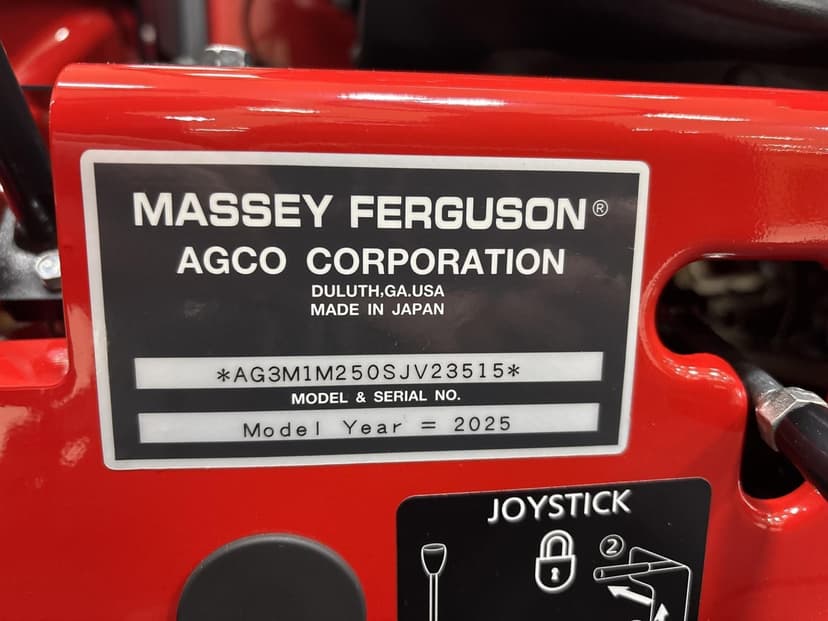 MASSEY FERGUSON®
AGCO CORPORATION
DULUTH,GA.USA
MADE IN JAPAN
*AG3M1M250SJV23515*
MODEL & SERIAL NO.
Model Year = 2025
JOYSTICK
2